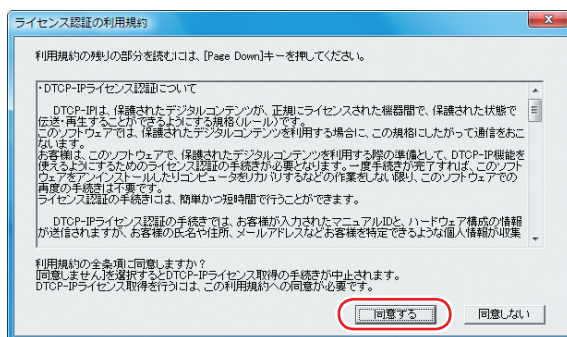 ライセンス認証の利用規約
利用規約の残りの部分を読むには、[Page Down]キーを押してください。
・DTCP-IPライセンス認証について
DTCP-IPは、保護されたデジタルコンテンツが、正規にライセンスされた機器間で、保護された状態で
伝送・再生することができるようにする規格(ルール)です。
このソフトウェアでは、保護されたデジタルコンテンツを利用する場合に、この規格にしたがって通信をおこ
ないます。
お客様は、このソフトウェアで、保護されたデジタルコンテンツを利用する際の準備として、DTCP-IP機能を
使えるようにするためのライセンス認証の手続きが必要となります。一度手続きが完了すれば、このソフト
ウェアをアンインストールしたりコンピュータをリカバリするなどの作業をしない限り、このソフトウェアでの
再度の手続きは不要です。
ライセンス認証の手続きには、簡単かつ短時間で行うことができます。
DTCP-IPライセンス認証の手続きでは、お客様が入力されたマニュアルIDと、ハードウェア構成の情報
が送信されますが、お客様の氏名や住所、メールアドレスなどお客様を特定できるような個人情報が収集
利用規約の全条項に同意しますか?
[同意しません]を選択するとDTCP-IPライセンス取得の手続きが中止されます。
DTCP-IPライセンス取得を行うには、この利用規約への同意が必要です。
同意する
同意しない